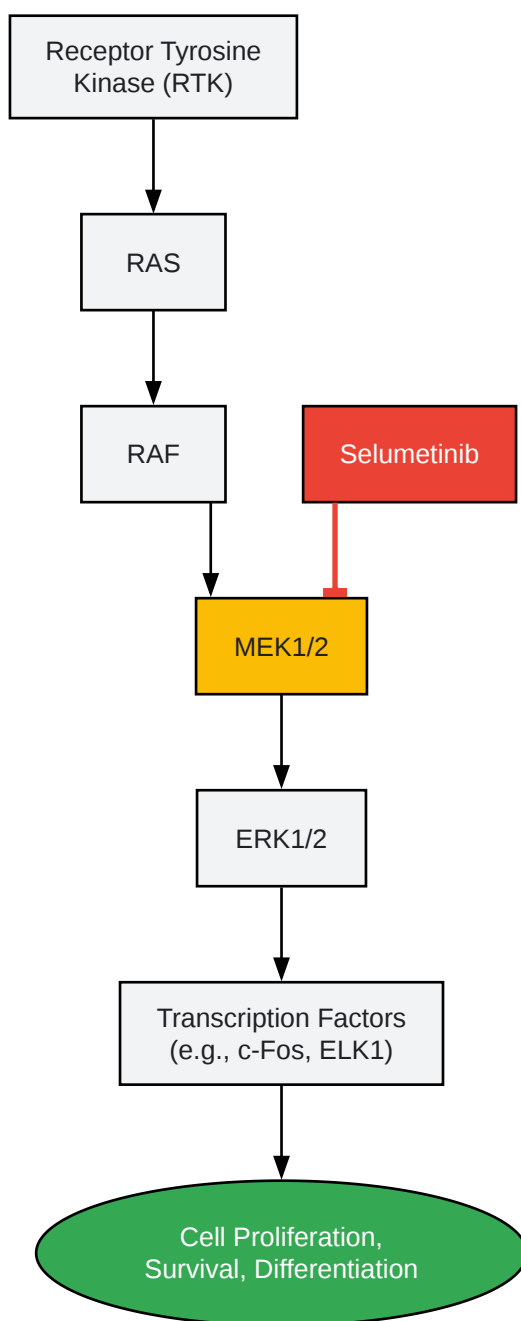 Receptor Tyrosine
Kinase (RTK)
RAS
RAF
Selumetinib
MEK1/2
ERK1/2
Transcription Factors
(e.g., c-Fos, ELK1)
Cell Proliferation,
Survival, Differentiation